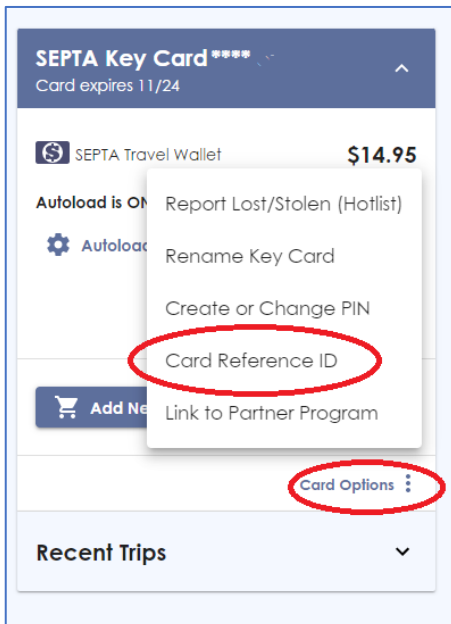 SEPTA Key Card ****
Card expires 11/24
SEPTA Travel Wallet $14.95
Autoload is ON
Autoload
Report Lost/Stolen (Hotlist)
Rename Key Card
Create or Change PIN
Card Reference ID
Link to Partner Program
Add Ne
Card Options
Recent Trips